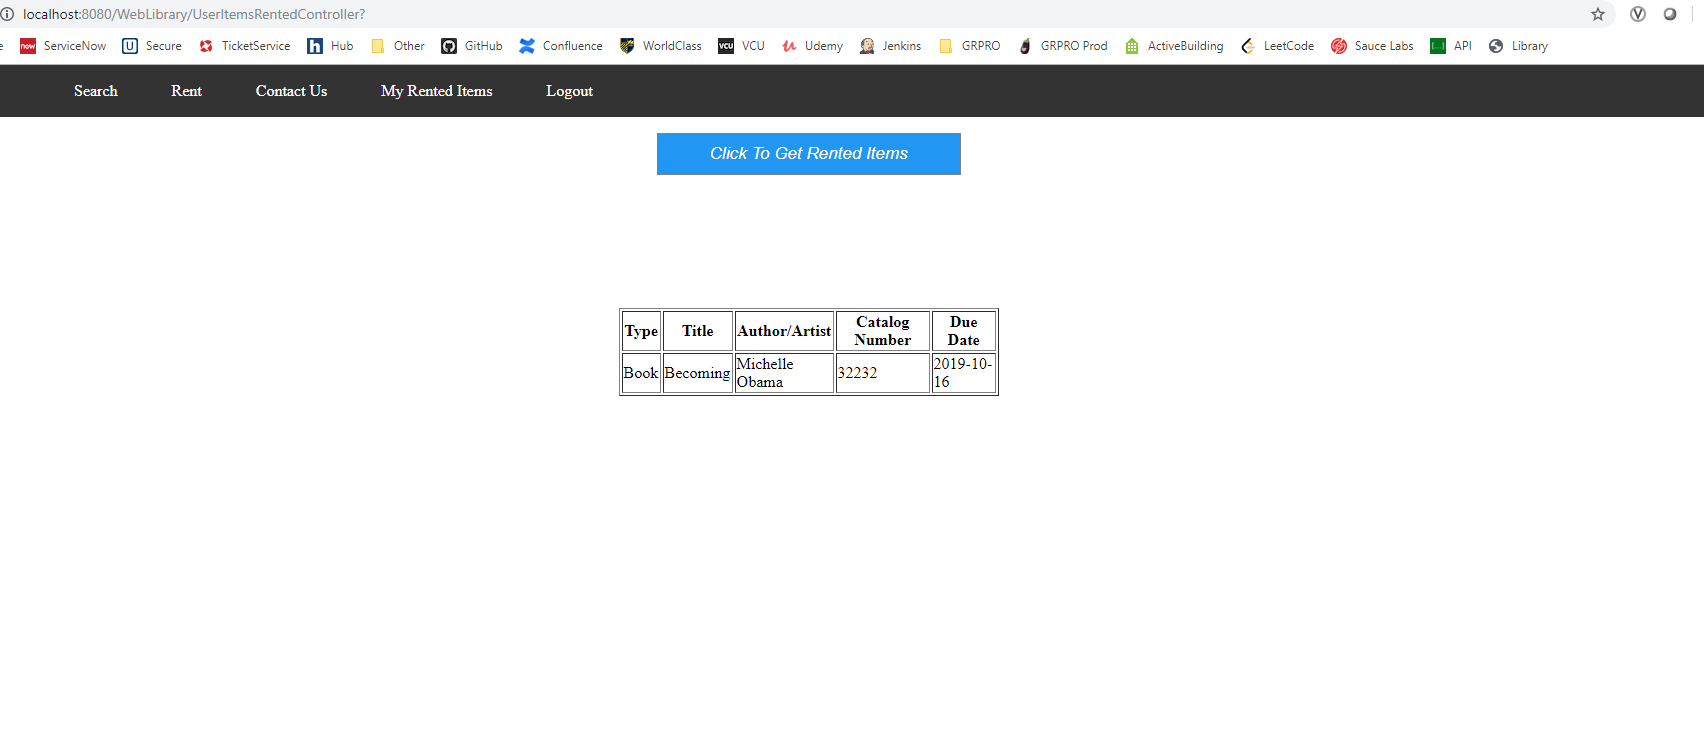 localhost:8080/WebLibrary/UserItemsRentedController?
e now ServiceNow U Secure TicketService h Hub Other GitHub Confluence WorldClass VCU VCU Udemy Jenkins GRPRO GRPRO Prod ActiveBuilding LeetCode Sauce Labs API Library
Search Rent Contact Us My Rented Items Logout
Click To Get Rented Items
Type Title Author/Artist Catalog Number Due Date
Book Becoming Michelle Obama 32232 2019-10-16